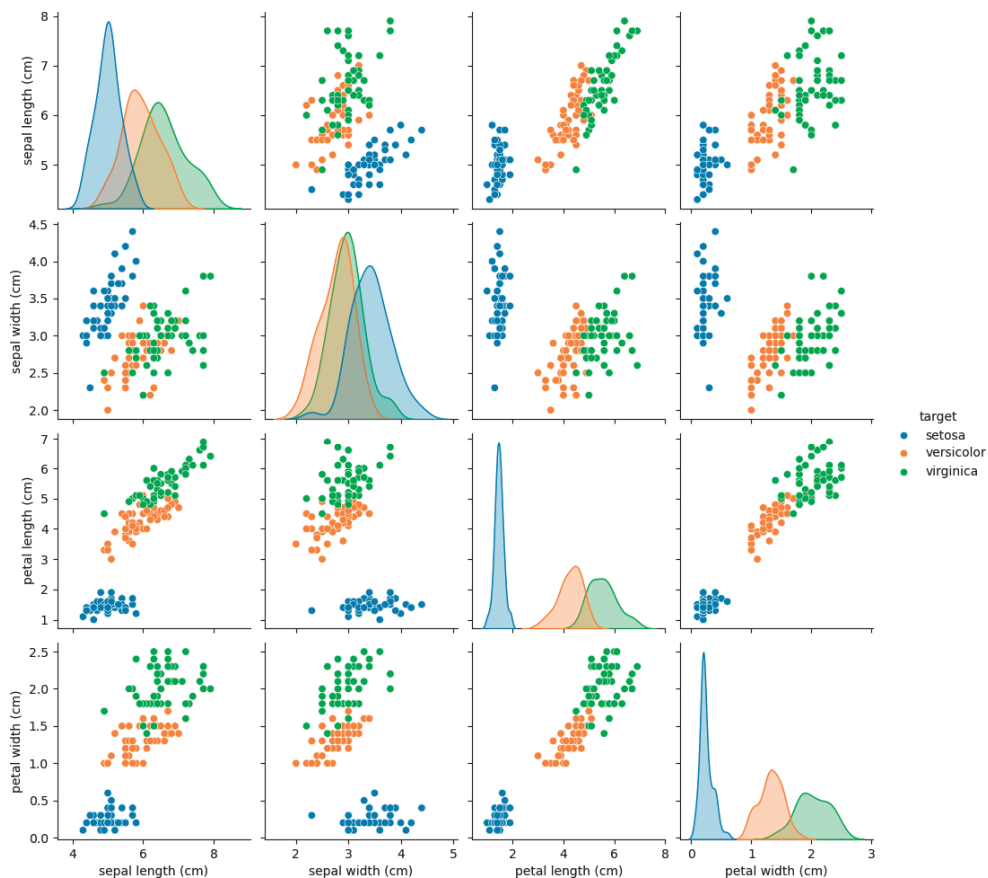 8
7
6
5
sepal length (cm)
4.5
4.0
3.5
3.0
2.5
2.0
sepal width (cm)
7
6
5
4
3
2
1
petal length (cm)
target
setosa
versicolor
virginica
2.5
2.0
1.5
1.0
0.5
0.0
petal width (cm)
4 6 8
2 3 4 5
2 4 6 8
0 1 2 3
sepal length (cm)
sepal width (cm)
petal length (cm)
petal width (cm)